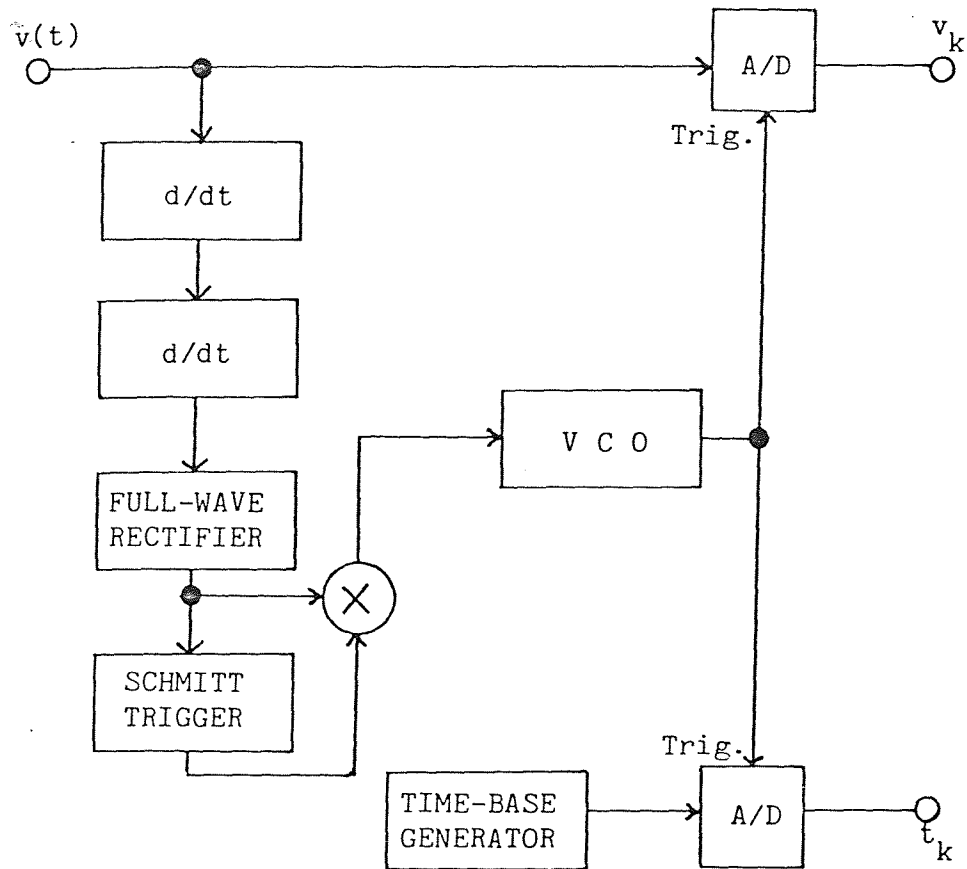 v(t)
v_k
A/D
Trig.
d/dt
d/dt
V C O
FULL-WAVE
RECTIFIER
SCHMITT
TRIGGER
Trig.
TIME-BASE
GENERATOR
A/D
t_k